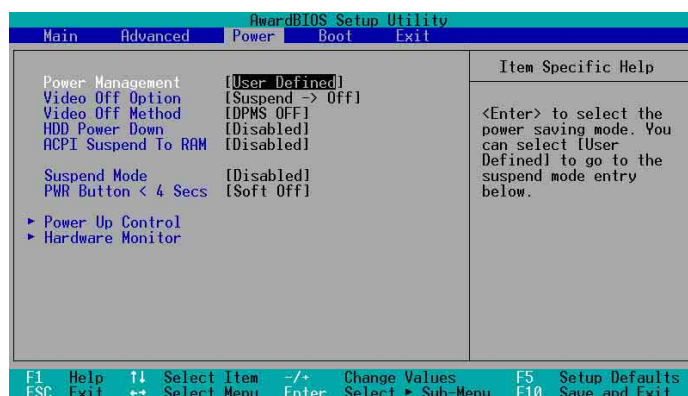 AwardBIOS Setup Utility
Main Advanced Power Boot Exit
Power Management [User Defined]
Video Off Option [Suspend -> Off]
Video Off Method [DPMS OFF]
HDD Power Down [Disabled]
ACPI Suspend To RAM [Disabled]
Suspend Mode [Disabled]
PWR Button < 4 Secs [Soft Off]
► Power Up Control
► Hardware Monitor
Item Specific Help
<Enter> to select the
power saving mode. You
can select [User
Defined] to go to the
suspend mode entry
below.
F1 Help ↑↓ Select Item -/+ Change Values F5 Setup Defaults
ESC Exit ←→ Select Menu Enter Select ► Sub-Menu F10 Save and Exit